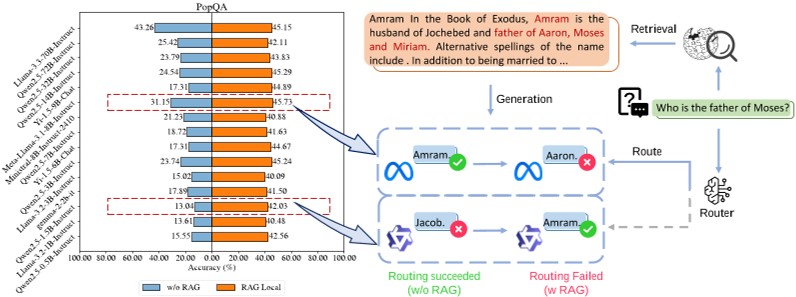 PopQA
Llama-3.3-70B-Instruct
43.26 45.15
Qwen2.5-72B-Instruct
25.42 42.11
Qwen2.5-32B-Instruct
23.79 43.83
Qwen2.5-14B-Instruct
24.54 45.29
Yi-1.5-9B-Chat
17.31 44.89
Meta-Llama-3.1-8B-Instruct
31.15 45.73
Ministral-8B-Instruct-2410
21.23 40.88
Qwen2.5-7B-Instruct
18.72 41.63
Yi-1.5-6B-Chat
17.31 44.67
Qwen2.5-3B-Instruct
23.74 45.24
Llama-3.2-3B-Instruct
15.02 40.09
gemma-2-2b-it
17.89 41.50
Qwen2.5-1.5B-Instruct
13.04 42.03
Llama-3.2-1B-Instruct
13.61 40.48
Qwen2.5-0.5B-Instruct
15.55 42.56
100.00 80.00 60.00 40.00 20.00 0.00 20.00 40.00 60.00 80.00 100.00
Accuracy (%)
w/o RAG RAG Local
Amram In the Book of Exodus, Amram is the
husband of Jochebed and father of Aaron, Moses
and Miriam. Alternative spellings of the name
include . In addition to being married to ...
Retrieval
Generation
Who is the father of Moses?
Amram.
Aaron.
Route
Router
Jacob.
Amram.
Routing succeeded
(w/o RAG)
Routing Failed
(w RAG)